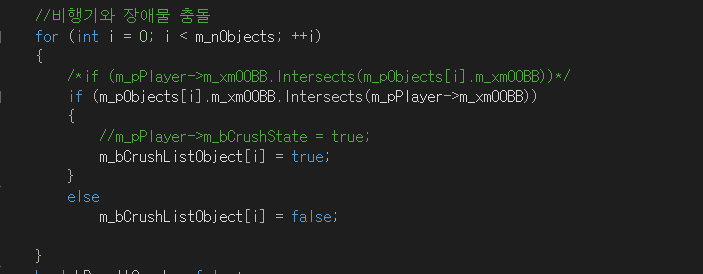 //비행기와 장애물 충돌
for (int i = 0; i < m_nObjects; ++i)
{
/*if (m_pPlayer->m_xmOOBB.Intersects(m_pObjects[i].m_xmOOBB))*/
if (m_pObjects[i].m_xmOOBB.Intersects(m_pPlayer->m_xmOOBB))
{
//m_pPlayer->m_bCrushState = true;
m_bCrushListObject[i] = true;
}
else
m_bCrushListObject[i] = false;
}